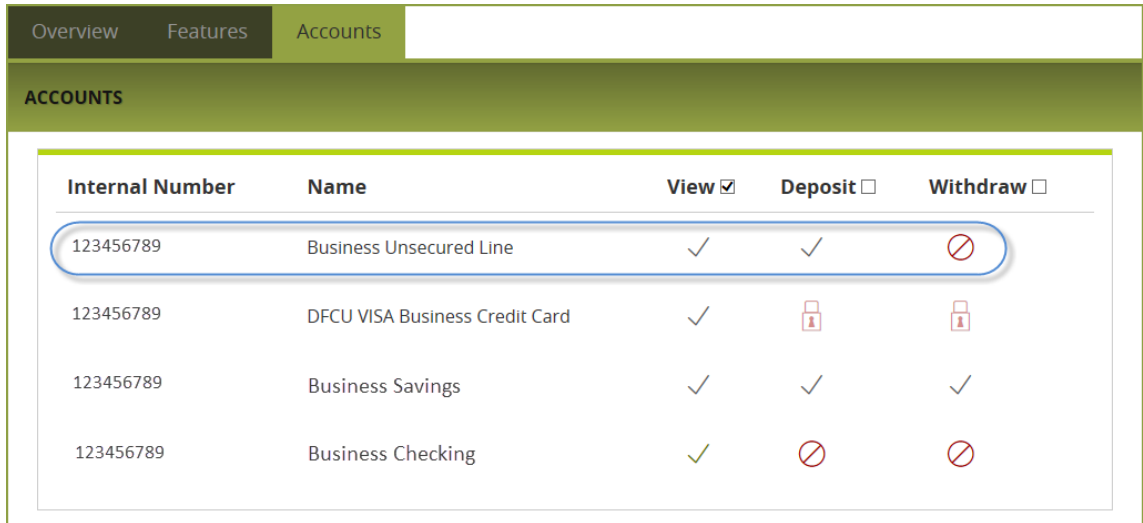 Overview Features Accounts
ACCOUNTS
Internal Number Name View Deposit Withdraw
123456789 Business Unsecured Line
123456789 DFCU VISA Business Credit Card
123456789 Business Savings
123456789 Business Checking